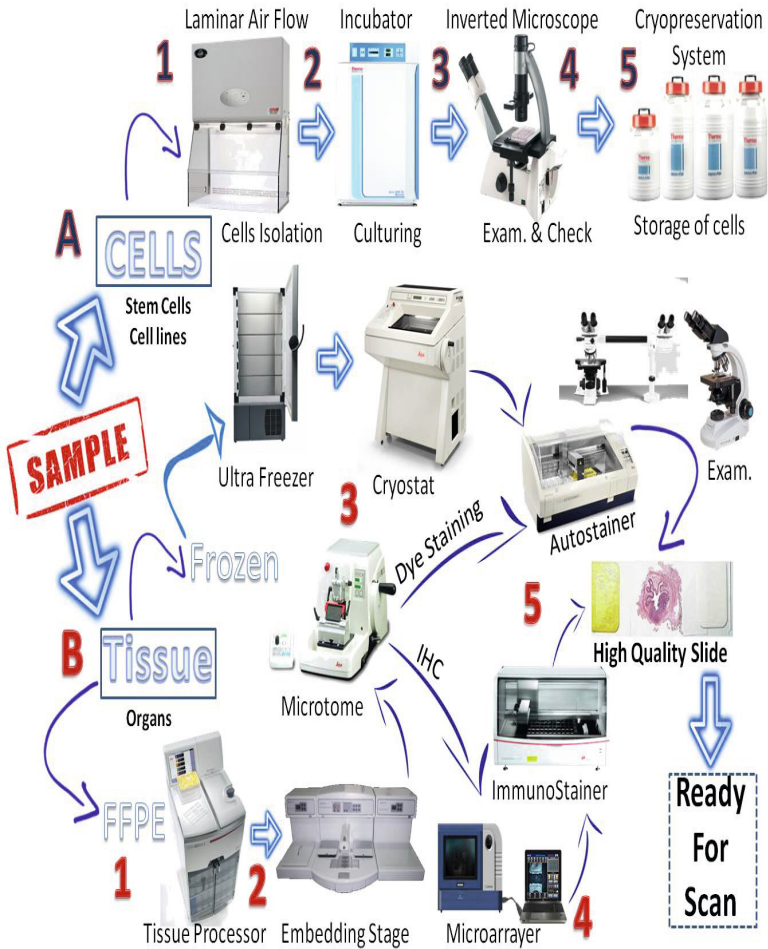 Laminar Air Flow
Incubator
Inverted Microscope
Cryopreservation
System
1
2
3
4
5
Cells Isolation
Culturing
Exam. & Check
Storage of cells
A
CELLS
Stem Cells
Cell lines
SAMPLE
Ultra Freezer
Cryostat
Exam.
3
Autostainer
Dye Staining
Frozen
5
B
Tissue
Organs
High Quality Slide
IHC
Microtome
ImmunoStainer
Ready
For
Scan
FFPE
1
2
4
Tissue Processor
Embedding Stage
Microarrayer